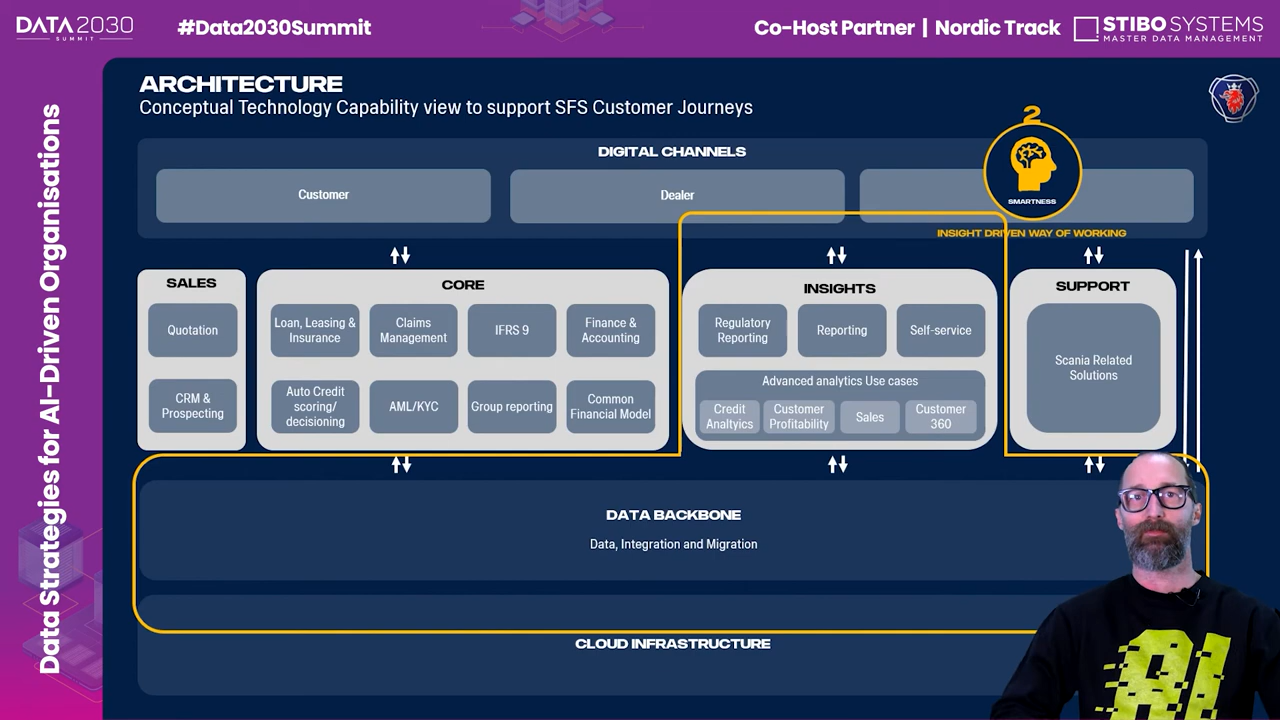 DATA2030
SUMMIT
#Data2030Summit
Co-Host Partner | Nordic Track
STIBO SYSTEMS
MASTER DATA MANAGEMENT
Data Strategies for AI-Driven Organisations
ARCHITECTURE
Conceptual Technology Capability view to support SFS Customer Journeys
2
SMARTNESS
INSIGHT DRIVEN WAY OF WORKING
DIGITAL CHANNELS
Customer
Dealer
SALES
Quotation
CRM &
Prospecting
CORE
Loan, Leasing &
Insurance
Claims
Management
IFRS 9
Finance &
Accounting
Auto Credit
scoring/
decisioning
AML/KYC
Group reporting
Common
Financial Model
INSIGHTS
Regulatory
Reporting
Reporting
Self-service
Advanced analytics Use cases
Credit
Analtyics
Customer
Profitability
Sales
Customer
360
SUPPORT
Scania Related
Solutions
DATA BACKBONE
Data, Integration and Migration
CLOUD INFRASTRUCTURE
AI